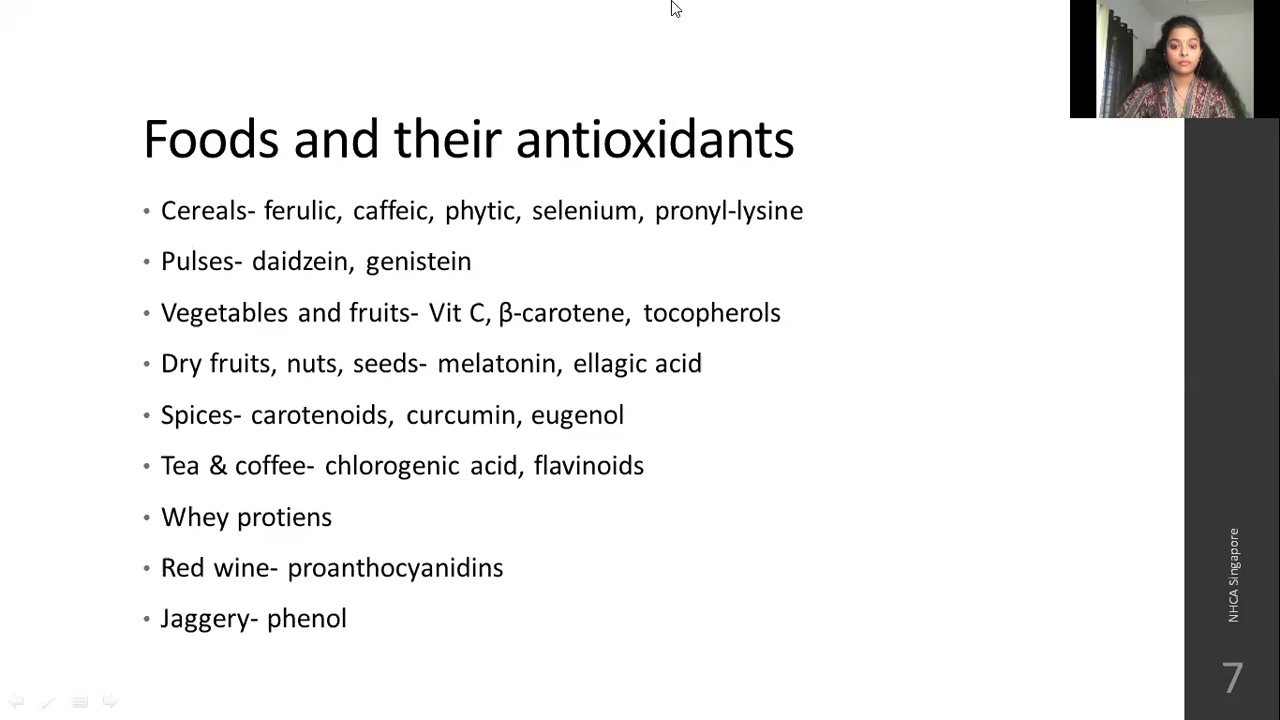 Foods and their antioxidants
• Cereals- ferulic, caffeic, phytic, selenium, pronyl-lysine
• Pulses- daidzein, genistein
• Vegetables and fruits- Vit C, β-carotene, tocopherols
• Dry fruits, nuts, seeds- melatonin, ellagic acid
• Spices- carotenoids, curcumin, eugenol
• Tea & coffee- chlorogenic acid, flavinoids
• Whey protiens
• Red wine- proanthocyanidins
• Jaggery- phenol
NHCA Singapore
7